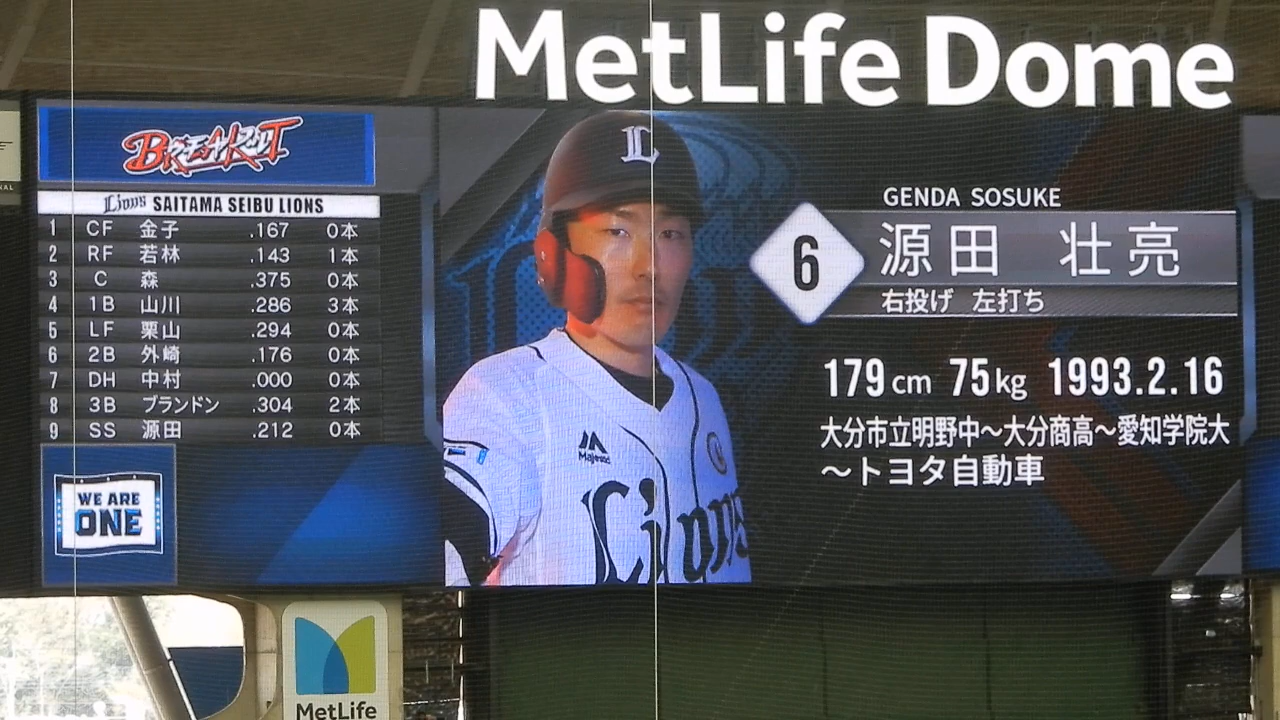 MetLife Dome
BREAKOUT
Lions SAITAMA SEIBU LIONS
1 CF 金子 .167 0本
2 RF 若林 .143 1本
3 C 森 .375 0本
4 1B 山川 .286 3本
5 LF 栗山 .294 0本
6 2B 外崎 .176 0本
7 DH 中村 .000 0本
8 3B ブランドン .304 2本
9 SS 源田 .212 0本
WE ARE
ONE
L
Majestic
Lions
GENDA SOSUKE
6 源田 壮亮
右投げ 左打ち
179cm 75kg 1993.2.16
大分市立明野中～大分商高～愛知学院大
～トヨタ自動車
MetLife